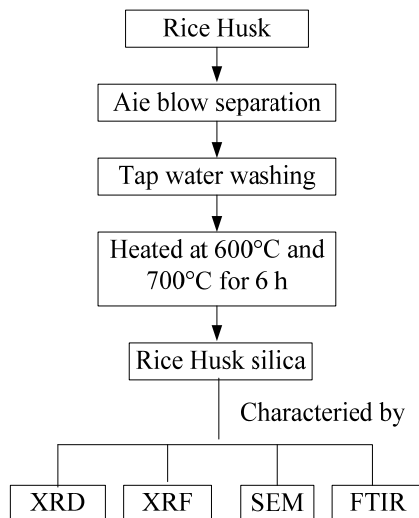 Rice Husk
Aie blow separation
Tap water washing
Heated at 600°C and
700°C for 6 h
Rice Husk silica
Characteried by
XRD XRF SEM FTIR